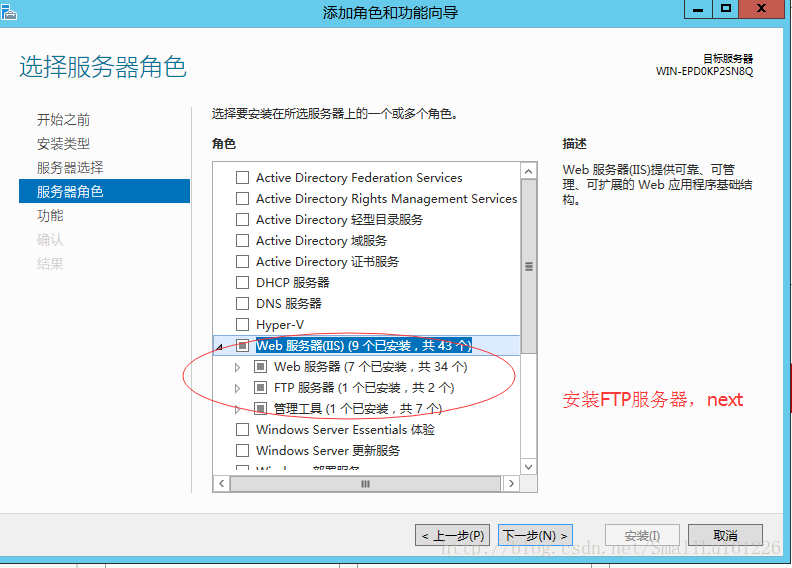 添加角色和功能向导
选择服务器角色
目标服务器
WIN-EPD0KP2SN8Q
开始之前
安装类型
服务器选择
服务器角色
功能
确认
结果
选择要安装在所选服务器上的一个或多个角色。
角色
Active Directory Federation Services
Active Directory Rights Management Services
Active Directory 轻型目录服务
Active Directory 域服务
Active Directory 证书服务
DHCP 服务器
DNS 服务器
Hyper-V
Web 服务器(IIS) (9 个已安装，共 43 个)
Web 服务器 (7 个已安装，共 34 个)
FTP 服务器 (1 个已安装，共 2 个)
管理工具 (1 个已安装，共 7 个)
Windows Server Essentials 体验
Windows Server 更新服务
Windows 部署服务
描述
Web 服务器(IIS)提供可靠、可管
理、可扩展的 Web 应用程序基础结
构。
安装FTP服务器，next
< 上一步(P)
下一步(N) >
安装(I)
取消